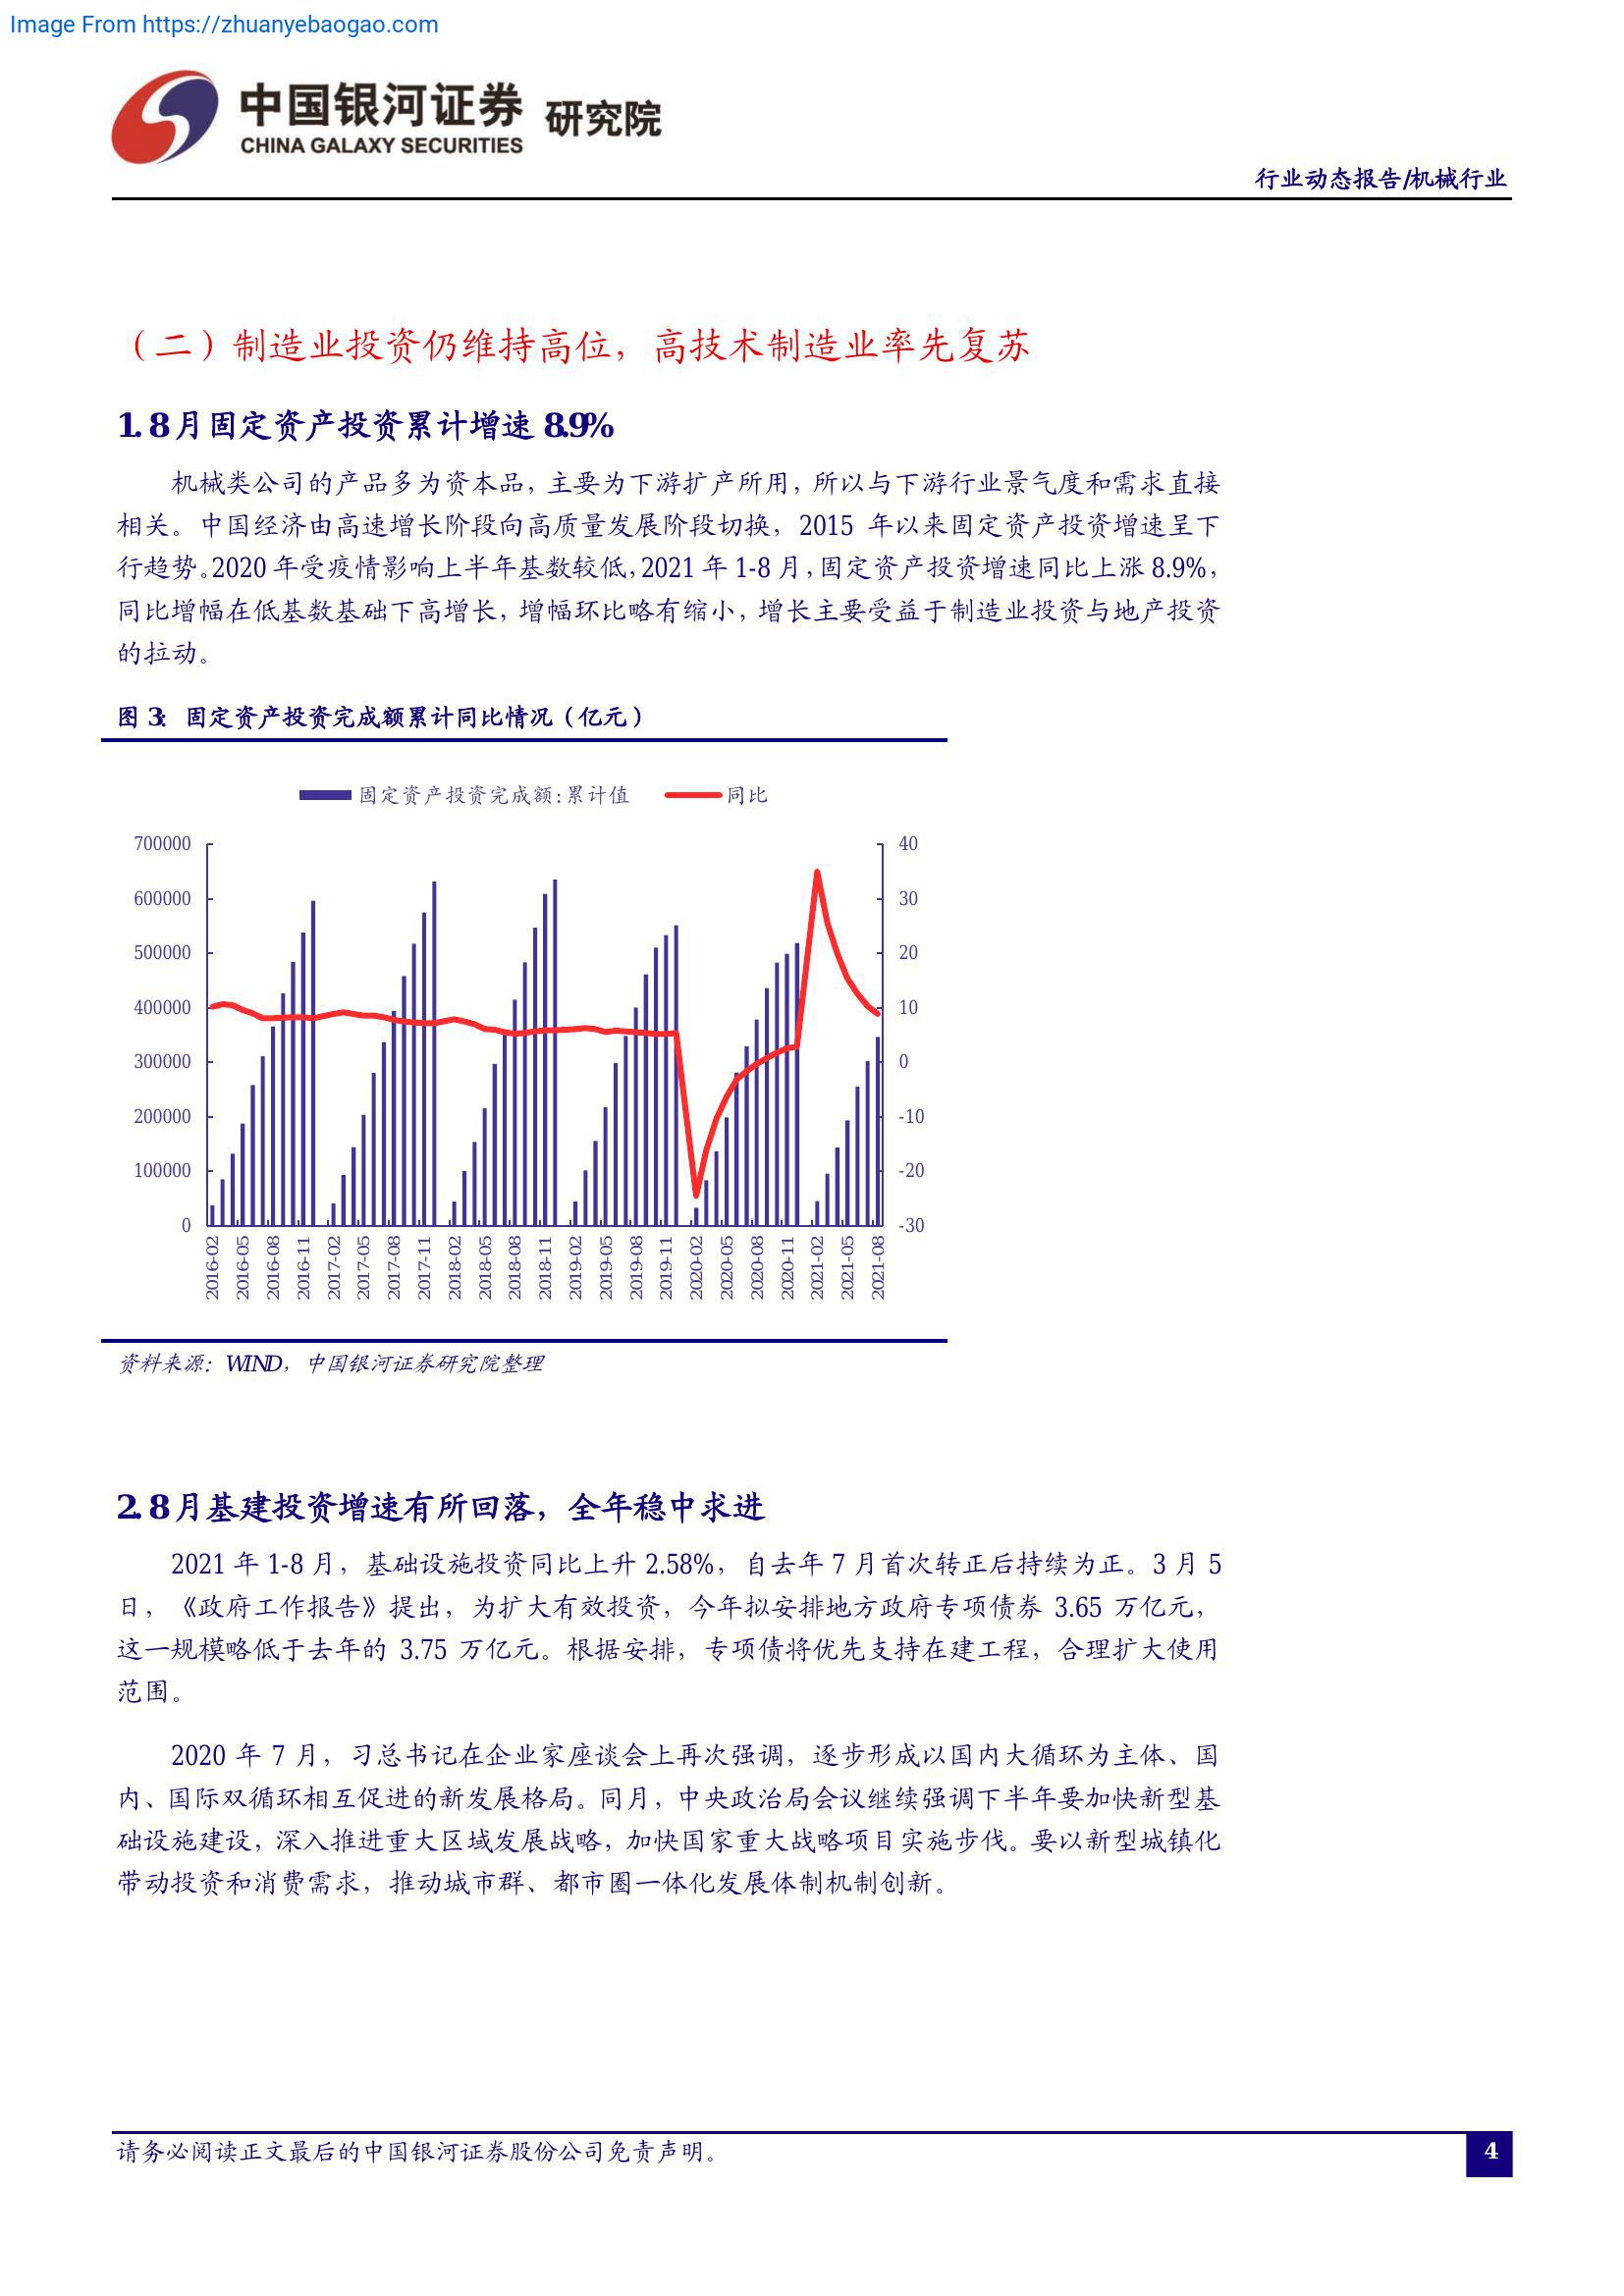 Image From https://zhuanyebaogao.com
中国银河证券 研究院
CHINA GALAXY SECURITIES
行业动态报告/机械行业
（二）制造业投资仍维持高位，高技术制造业率先复苏
1. 8月固定资产投资累计增速 8.9%
机械类公司的产品多为资本品，主要为下游扩产所用，所以与下游行业景气度和需求直接
相关。中国经济由高速增长阶段向高质量发展阶段切换，2015 年以来固定资产投资增速呈下
行趋势。2020 年受疫情影响上半年基数较低，2021 年 1-8 月，固定资产投资增速同比上涨 8.9%，
同比增幅在低基数基础下高增长，增幅环比略有缩小，增长主要受益于制造业投资与地产投资
的拉动。
图 3： 固定资产投资完成额累计同比情况（亿元）
固定资产投资完成额:累计值 同比
700000 40
600000 30
500000 20
400000 10
300000 0
200000 -10
100000 -20
0 -30
2016-02 2016-05 2016-08 2016-11 2017-02 2017-05 2017-08 2017-11 2018-02 2018-05 2018-08 2018-11 2019-02 2019-05 2019-08 2019-11 2020-02 2020-05 2020-08 2020-11 2021-02 2021-05 2021-08
资料来源：WIND，中国银河证券研究院整理
2. 8月基建投资增速有所回落，全年稳中求进
2021 年 1-8 月，基础设施投资同比上升 2.58%，自去年 7 月首次转正后持续为正。3 月 5
日，《政府工作报告》提出，为扩大有效投资，今年拟安排地方政府专项债券 3.65 万亿元，
这一规模略低于去年的 3.75 万亿元。根据安排，专项债将优先支持在建工程，合理扩大使用
范围。
2020 年 7 月，习总书记在企业家座谈会上再次强调，逐步形成以国内大循环为主体、国
内、国际双循环相互促进的新发展格局。同月，中央政治局会议继续强调下半年要加快新型基
础设施建设，深入推进重大区域发展战略，加快国家重大战略项目实施步伐。要以新型城镇化
带动投资和消费需求，推动城市群、都市圈一体化发展体制机制创新。
请务必阅读正文最后的中国银河证券股份公司免责声明。
4